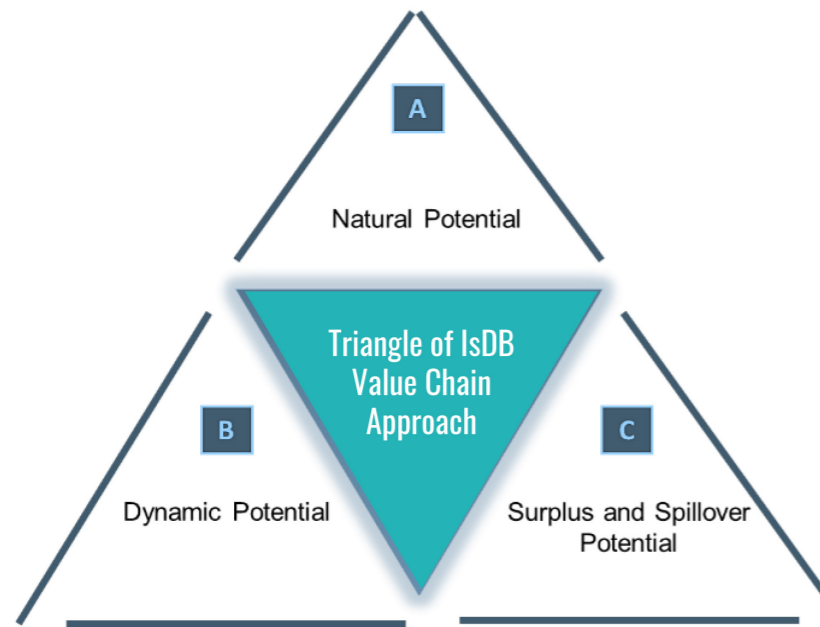 A
Natural Potential
Triangle of IsDB
Value Chain
Approach
B
Dynamic Potential
C
Surplus and Spillover
Potential